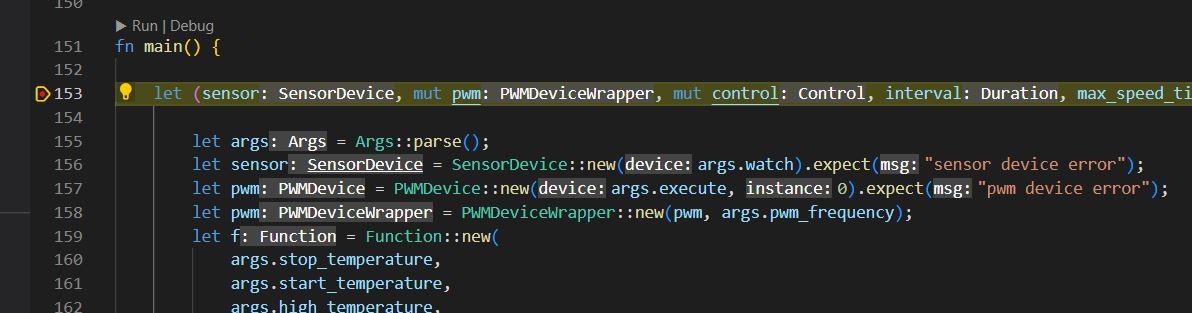 150
Run | Debug
151 fn main() {
152
153 let (sensor: SensorDevice, mut pwm: PWMDeviceWrapper, mut control: Control, interval: Duration, max_speed_ti
154
155 let args: Args = Args::parse();
156 let sensor: SensorDevice = SensorDevice::new(device: args.watch).expect(msg: "sensor device error");
157 let pwm: PWMDevice = PWMDevice::new(device: args.execute, instance: 0).expect(msg: "pwm device error");
158 let pwm: PWMDeviceWrapper = PWMDeviceWrapper::new(pwm, args.pwm_frequency);
159 let f: Function = Function::new(
160 args.stop_temperature,
161 args.start_temperature,
162 args.high_temperature,